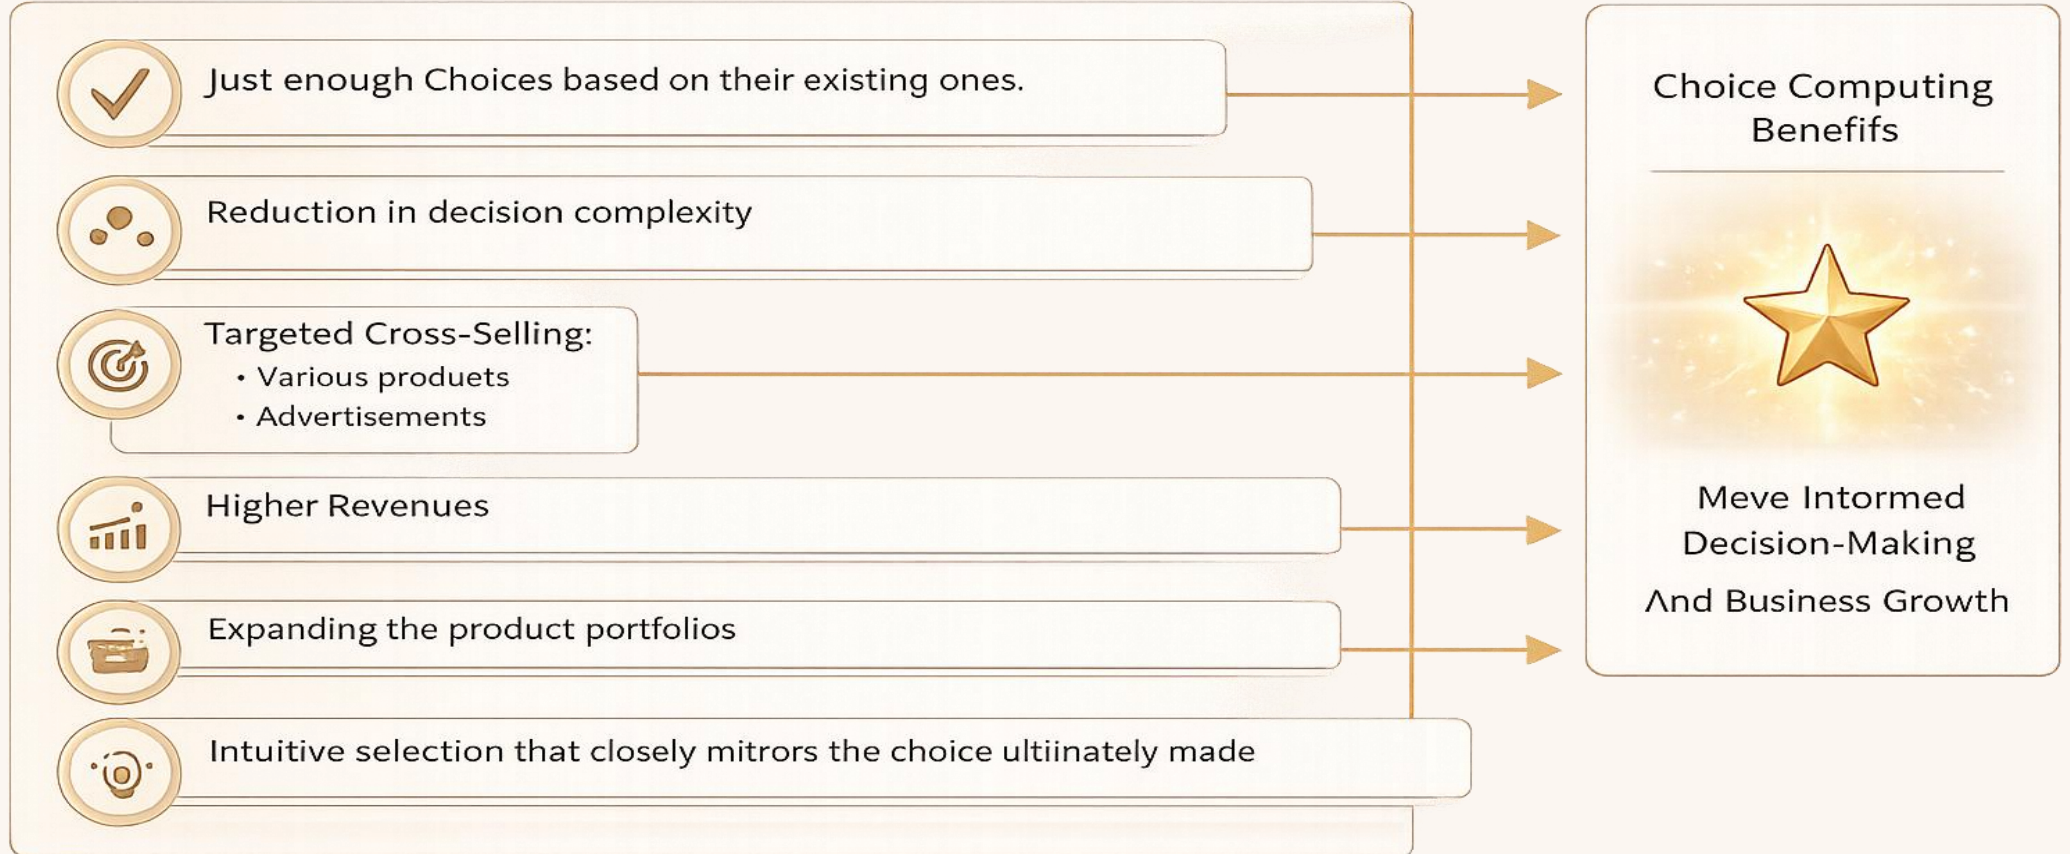 Just enough Choices based on their existing ones.
Reduction in decision complexity
Targeted Cross-Selling:
• Various produets
• Advertisements
Higher Revenues
Expanding the product portfolios
Intuitive selection that closely mitrors the choice ultiinately made
Choice Computing
Benefifs
Meve Intormed
Decision-Making
And Business Growth